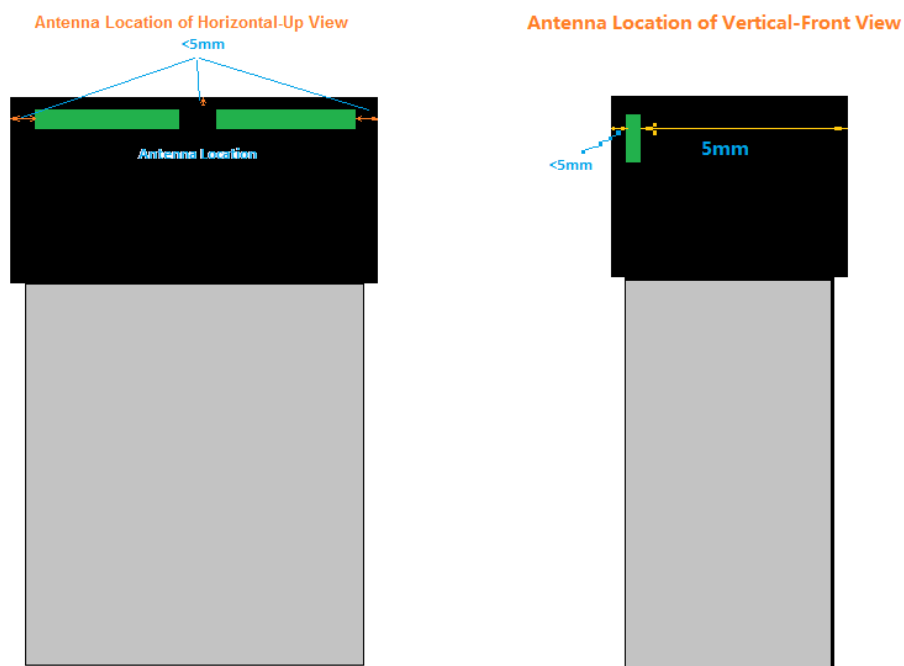 Antenna Location of Horizontal-Up View
<5mm
Antenna Location
Antenna Location of Vertical-Front View
<5mm
5mm